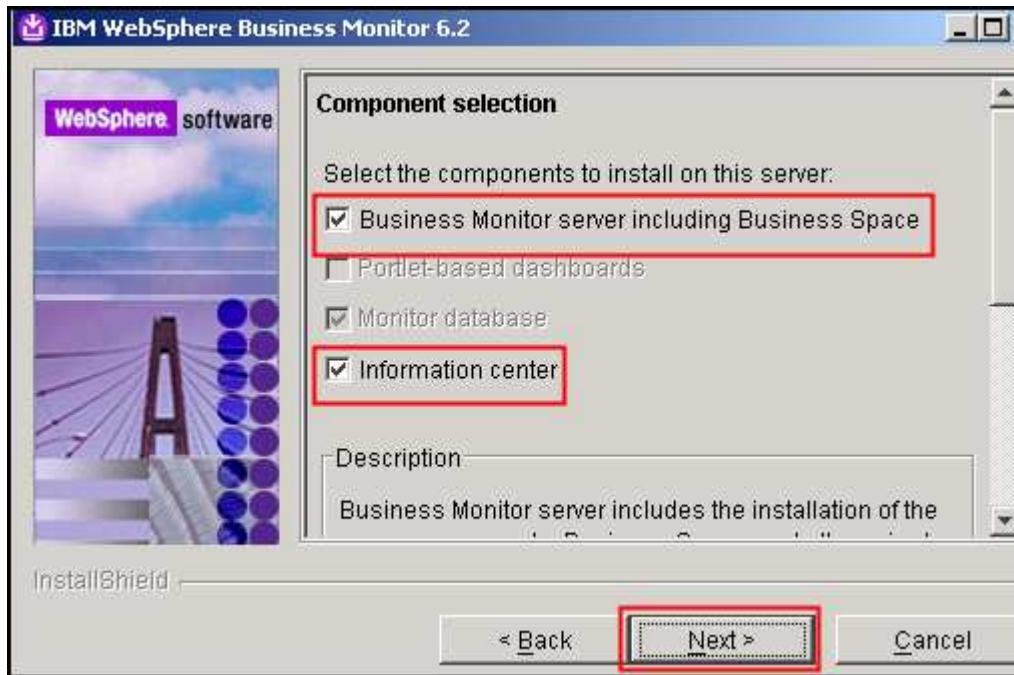 IBM WebSphere Business Monitor 6.2
WebSphere software
Component selection
Select the components to install on this server:
Business Monitor server including Business Space
Portlet-based dashboards
Monitor database
Information center
Description
Business Monitor server includes the installation of the
InstallShield
< Back
Next >
Cancel